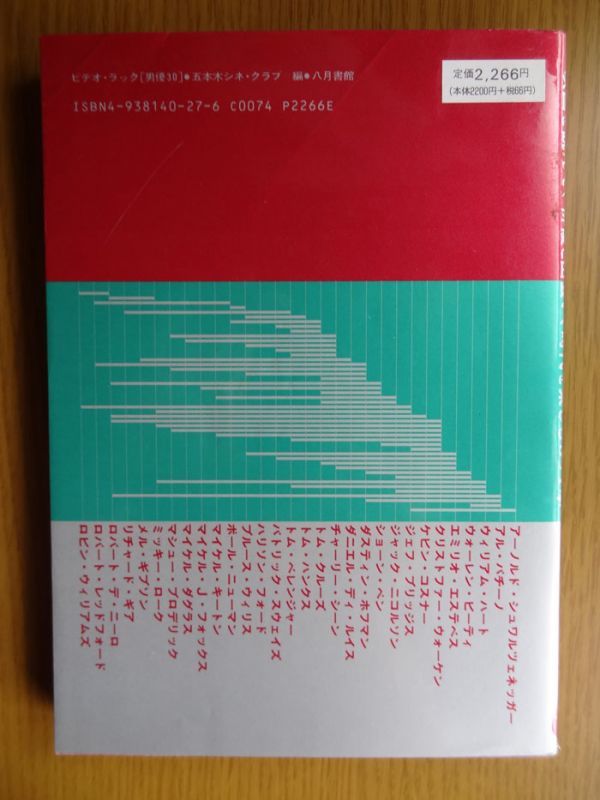 ビデオ・ラック[男優30]●五本木シネ・クラブ 編●八月書館
ISBN4-938140-27-6 C0074 P2266E
定価2,266円
(本体2200円+税66円)
アーノルド・シュワルツェネッガー
アル・パチーノ
ウィリアム・ハート
ウォーレン・ビーティ
エミリオ・エステベス
クリストファー・ウォーケン
ケビン・コスナー
ジェフ・ブリッジス
ジャック・ニコルソン
ショーン・ペン
ダスティン・ホフマン
ダニエル・デイ・ルイス
チャーリー・シーン
トム・クルーズ
トム・ハンクス
トム・ベレンジャー
パトリック・スウェイズ
ハリソン・フォード
ブルース・ウィリス
ポール・ニューマン
マイケル・キートン
マイケル・J・フォックス
マイケル・ダグラス
マシュー・ブロデリック
ミッキー・ローク
メル・ギブソン
リチャード・ギア
ロバート・デ・ニーロ
ロバート・レッドフォード
ロビン・ウィリアムズ